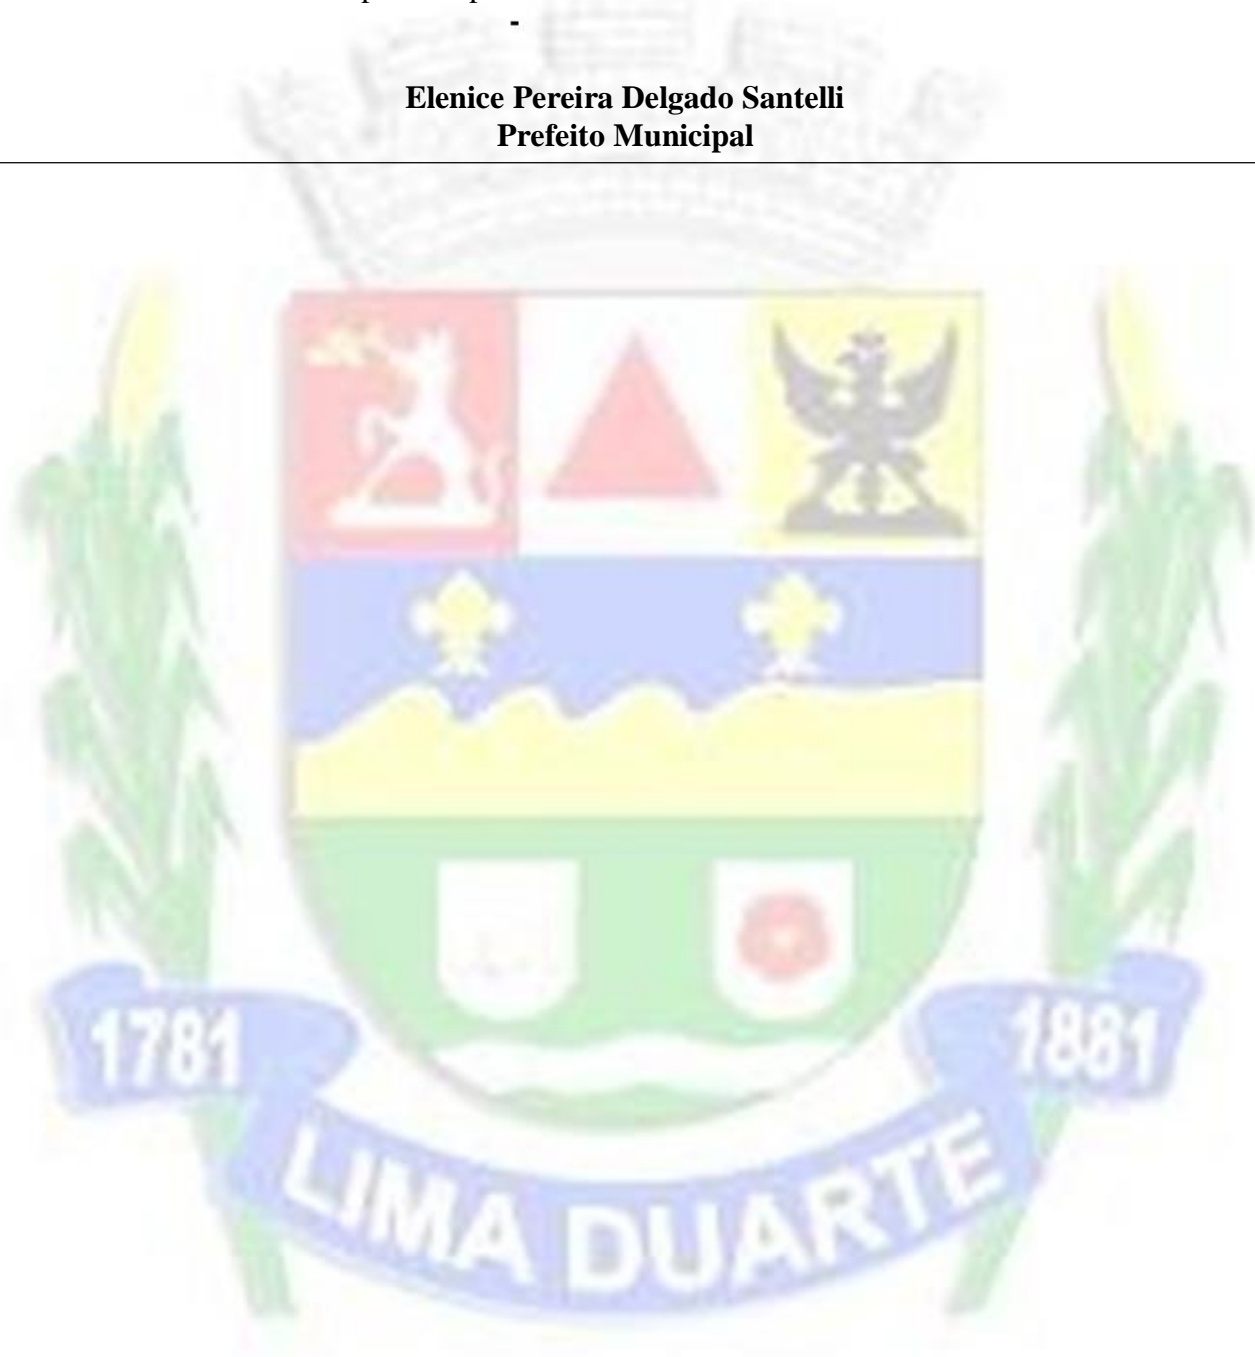 -
Elenice Pereira Delgado Santelli
Prefeito Municipal
1781
1881
LIMA DUARTE